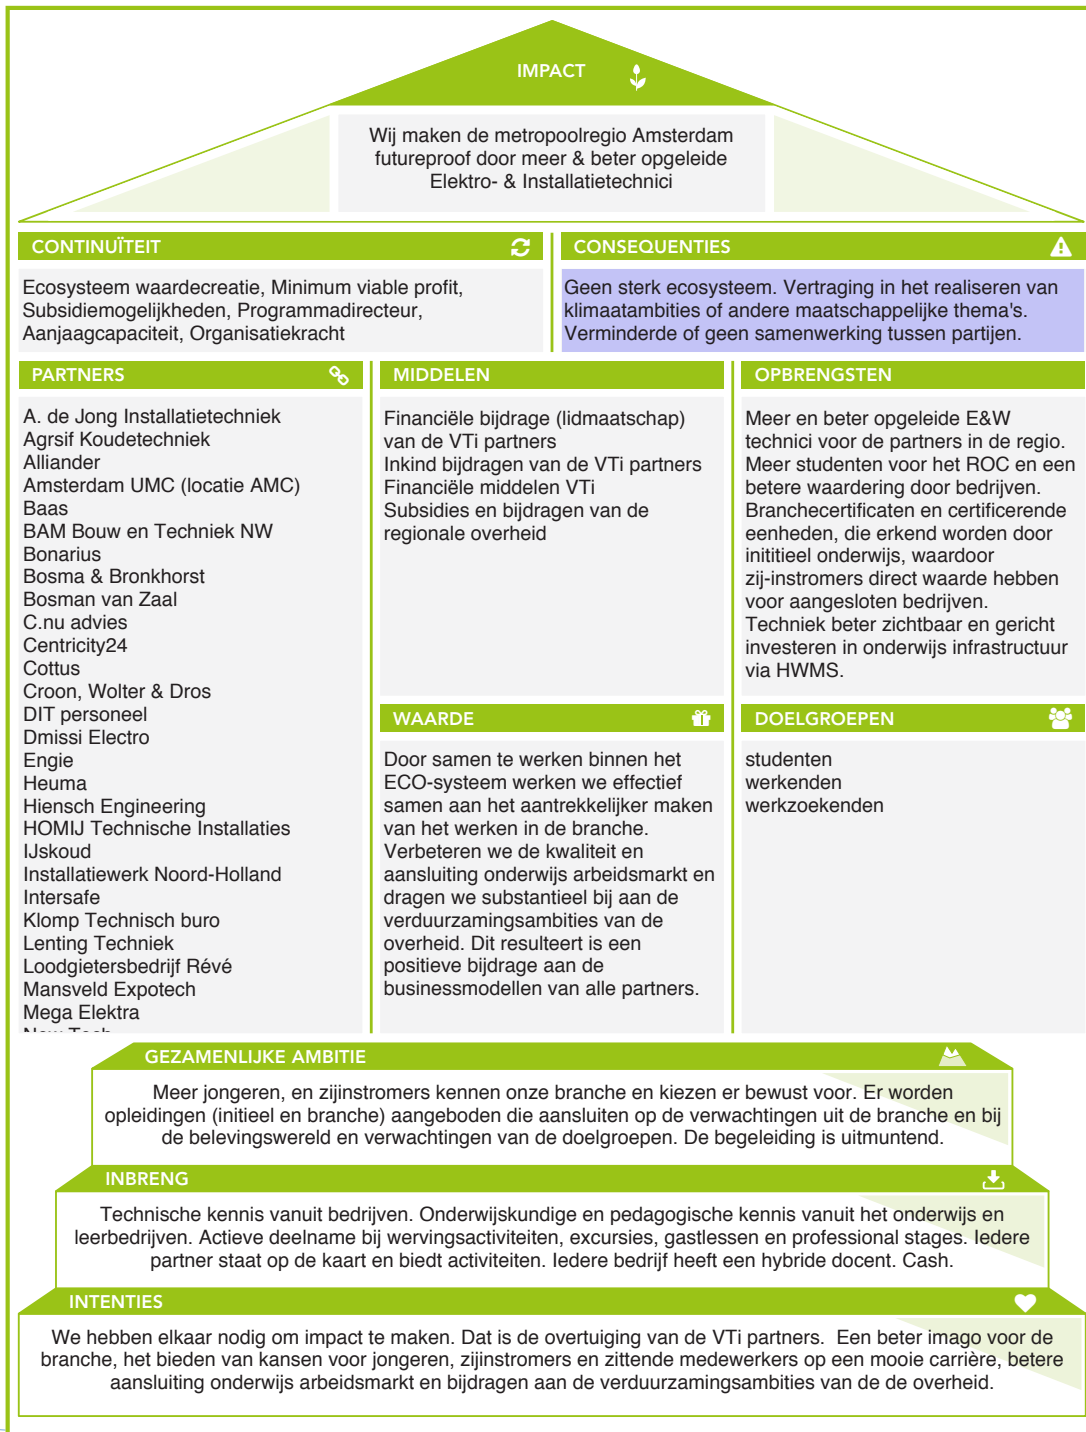 IMPACT
Wij maken de metropoolregio Amsterdam
futureproof door meer & beter opgeleide
Elektro- & Installatietechnici
CONTINUÏTEIT
Ecosysteem waardecreatie, Minimum viable profit,
Subsidiemogelijkheden, Programmadirecteur,
Aanjaagcapaciteit, Organisatiekracht
CONSEQUENTIES
Geen sterk ecosysteem. Vertraging in het realiseren van
klimaatambities of andere maatschappelijke thema's.
Verminderde of geen samenwerking tussen partijen.
PARTNERS
A. de Jong Installatietechniek
Agrsif Koudetechniek
Alliander
Amsterdam UMC (locatie AMC)
Baas
BAM Bouw en Techniek NW
Bonarius
Bosma & Bronkhorst
Bosman van Zaal
C.nu advies
Centricity24
Cottus
Croon, Wolter & Dros
DIT personeel
Dmissi Electro
Engie
Heuma
Hiensch Engineering
HOMIJ Technische Installaties
IJskoud
Installatiewerk Noord-Holland
Intersafe
Klomp Technisch buro
Lenting Techniek
Loodgietersbedrijf Révé
Mansveld Expotech
Mega Elektra
MIDDELEN
Financiële bijdrage (lidmaatschap)
van de VTi partners
Inkind bijdragen van de VTi partners
Financiële middelen VTi
Subsidies en bijdragen van de
regionale overheid
WAARDE
Door samen te werken binnen het
ECO-systeem werken we effectief
samen aan het aantrekkelijker maken
van het werken in de branche.
Verbeteren we de kwaliteit en
aansluiting onderwijs arbeidsmarkt en
dragen we substantieel bij aan de
verduurzamingsambities van de
overheid. Dit resulteert is een
positieve bijdrage aan de
businessmodellen van alle partners.
OPBRENGSTEN
Meer en beter opgeleide E&W
technici voor de partners in de regio.
Meer studenten voor het ROC en een
betere waardering door bedrijven.
Branchecertificaten en certificerende
eenheden, die erkend worden door
inititieel onderwijs, waardoor
zij-instromers direct waarde hebben
voor aangesloten bedrijven.
Techniek beter zichtbaar en gericht
investeren in onderwijs infrastructuur
via HWMS.
DOELGROEPEN
studenten
werkenden
werkzoekenden
GEZAMENLIJKE AMBITIE
Meer jongeren, en zijinstromers kennen onze branche en kiezen er bewust voor. Er worden
opleidingen (initieel en branche) aangeboden die aansluiten op de verwachtingen uit de branche en bij
de belevingswereld en verwachtingen van de doelgroepen. De begeleiding is uitmuntend.
INBRENG
Technische kennis vanuit bedrijven. Onderwijskundige en pedagogische kennis vanuit het onderwijs en
leerbedrijven. Actieve deelname bij wervingsactiviteiten, excursies, gastlessen en professional stages. Iedere
partner staat op de kaart en biedt activiteiten. Iedere bedrijf heeft een hybride docent. Cash.
INTENTIES
We hebben elkaar nodig om impact te maken. Dat is de overtuiging van de VTi partners. Een beter imago voor de
branche, het bieden van kansen voor jongeren, zijinstromers en zittende medewerkers op een mooie carrière, betere
aansluiting onderwijs arbeidsmarkt en bijdragen aan de verduurzamingsambities van de de overheid.